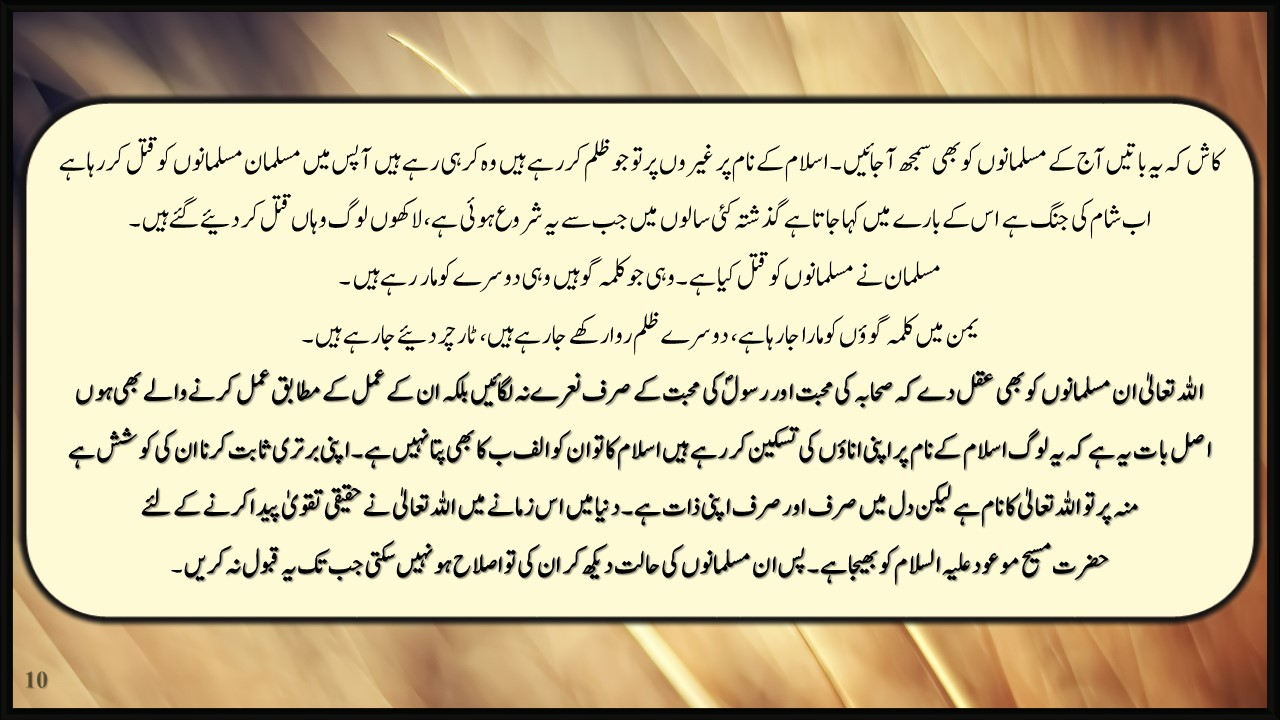 کاش کہ یہ باتیں آج کے مسلمانوں کو بھی سمجھ آ جائیں۔ اسلام کے نام پر غیروں پر تو جو ظلم کر رہے ہیں وہ کر ہی رہے ہیں آپس میں مسلمان مسلمانوں کو قتل کر رہا ہے
اب شام کی جنگ ہے اس کے بارے میں کہا جاتا ہے گذشتہ کئی سالوں میں جب سے یہ شروع ہوئی ہے، لاکھوں لوگ وہاں قتل کر دیئے گئے ہیں۔
مسلمان نے مسلمانوں کو قتل کیا ہے۔ وہی جو کلمہ گو ہیں وہی دوسرے کو مار رہے ہیں۔
یمن میں کلمہ گوؤں کو مارا جا رہا ہے، دوسرے ظلم روا رکھے جا رہے ہیں، ٹارچر دیئے جا رہے ہیں۔
اللہ تعالیٰ ان مسلمانوں کو بھی عقل دے کہ صحابہ کی محبت اور رسولؐ کی محبت کے صرف نعرے نہ لگائیں بلکہ ان کے عمل کے مطابق عمل کرنے والے بھی ہوں
اصل بات یہ ہے کہ یہ لوگ اسلام کے نام پر اپنی اناؤں کی تسکین کر رہے ہیں اسلام کا تو ان کو الف ب کا بھی پتا نہیں ہے۔ اپنی برتری ثابت کرنا ان کی کوشش ہے
منہ پر تو اللہ تعالیٰ کا نام ہے لیکن دل میں صرف اور صرف اپنی ذات ہے۔ دنیا میں اس زمانے میں اللہ تعالیٰ نے حقیقی تقویٰ پیدا کرنے کے لئے
حضرت مسیح موعود علیہ السلام کو بھیجا ہے۔ پس ان مسلمانوں کی حالت دیکھ کر ان کی تو اصلاح ہو نہیں سکتی جب تک یہ قبول نہ کریں۔
10